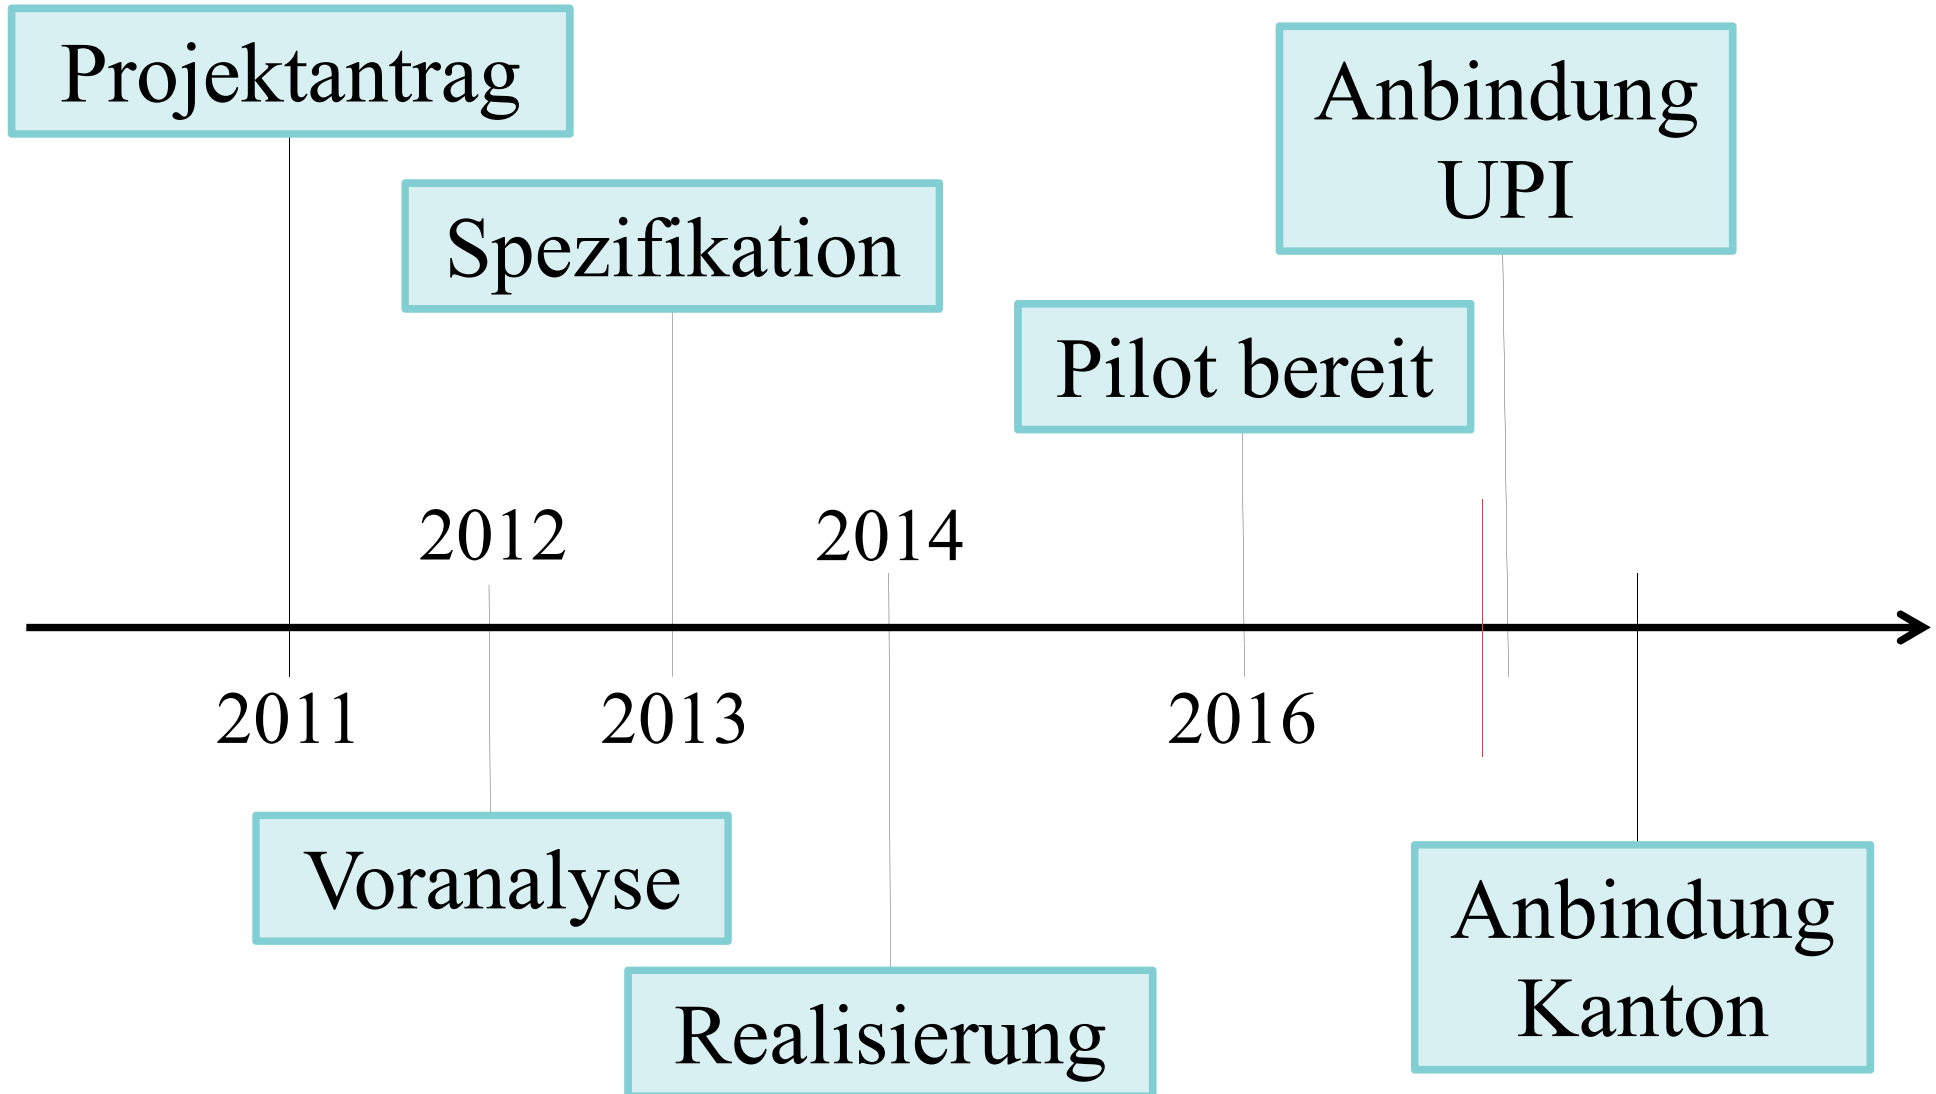 Projektantrag
Anbindung
UPI
Spezifikation
Pilot bereit
2012
2014
2011
2013
2016
Voranalyse
Anbindung
Kanton
Realisierung